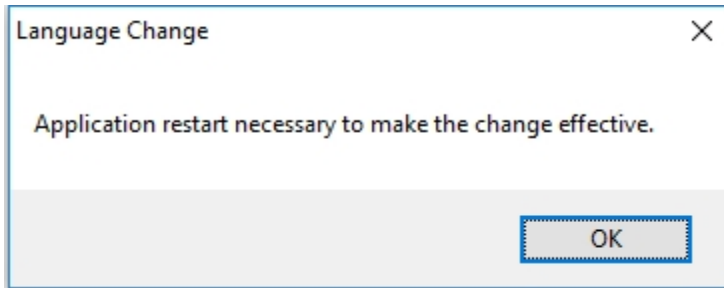 Language Change
Application restart necessary to make the change effective.
OK